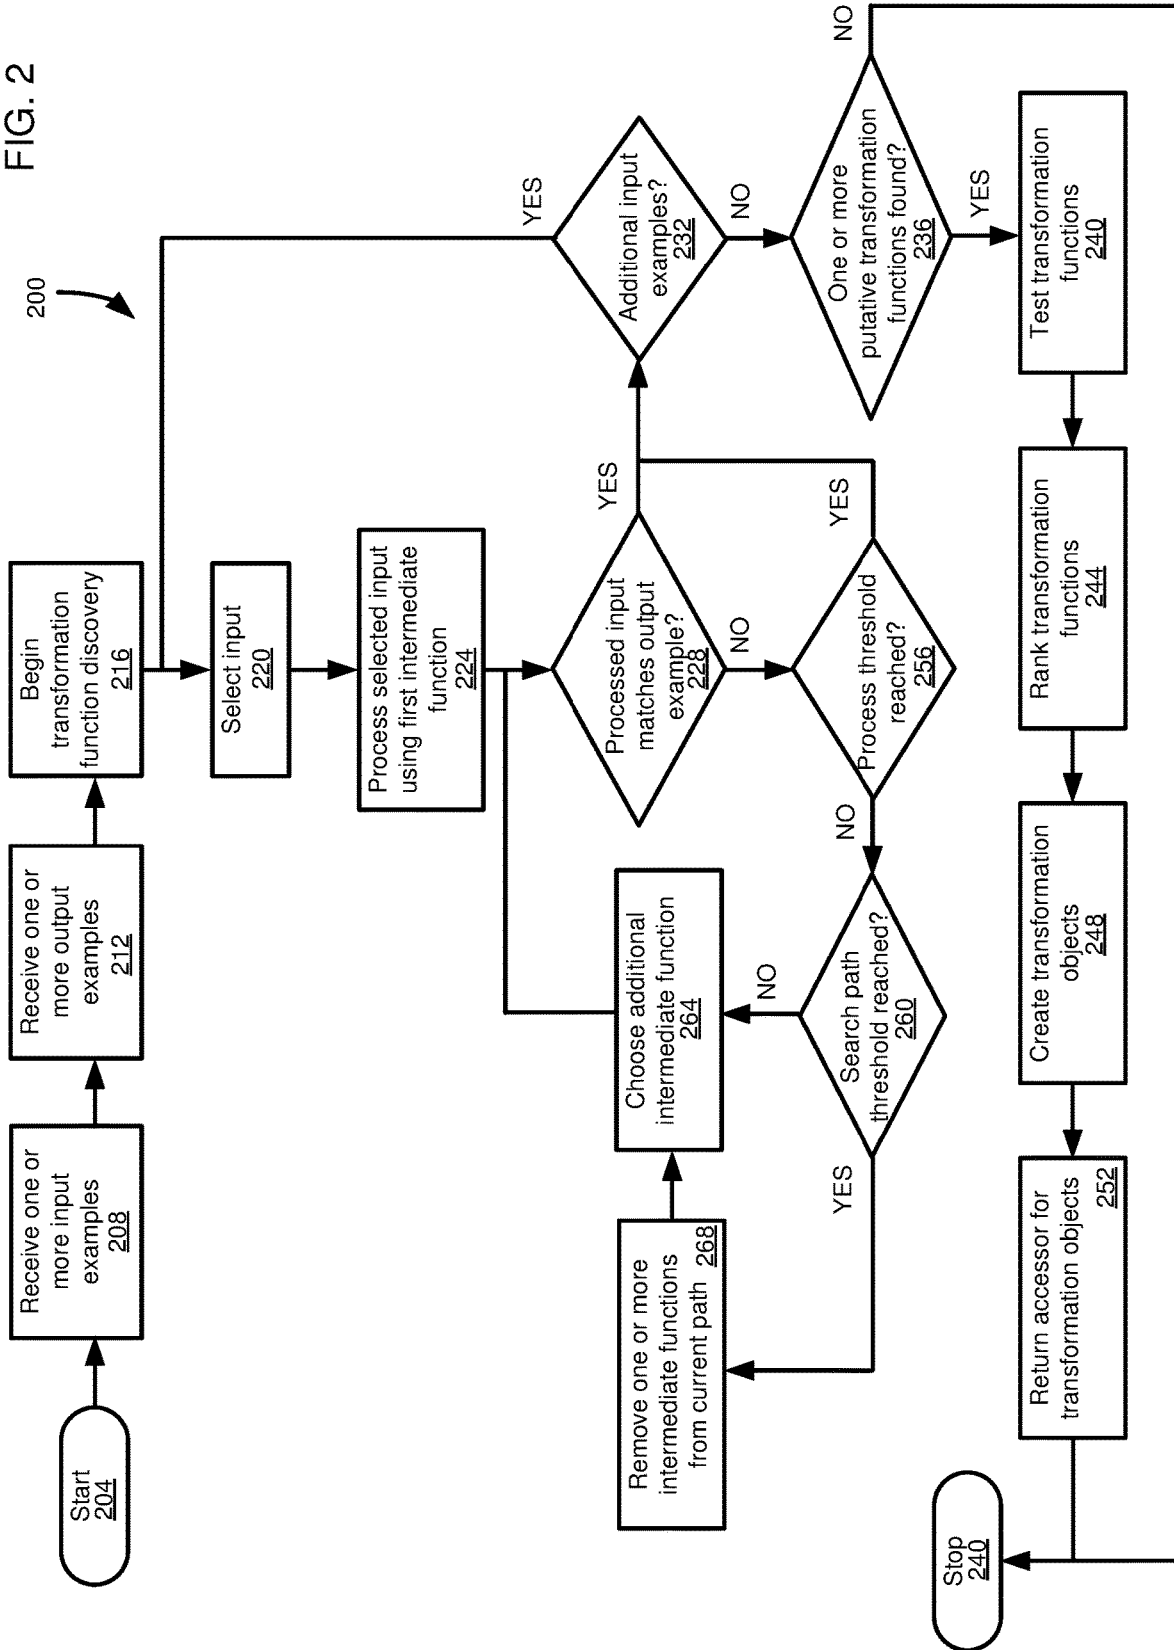 FIG. 2
200
Start
204
Receive one or
more input
examples
208
Receive one or
more output
examples
212
Begin
transformation
function discovery
216
Select input
220
Process selected input
using first intermediate
function
224
Processed input
matches output
example?
228
YES
NO
Additional input
examples?
232
YES
NO
Process threshold
reached?
256
YES
NO
Search path
threshold reached?
260
NO
YES
Choose additional
intermediate function
264
Remove one or more
intermediate functions
from current path
268
One or more
putative transformation
functions found?
236
NO
YES
Test transformation
functions
240
Rank transformation
functions
244
Create transformation
objects
248
Return accessor for
transformation objects
252
Stop
240